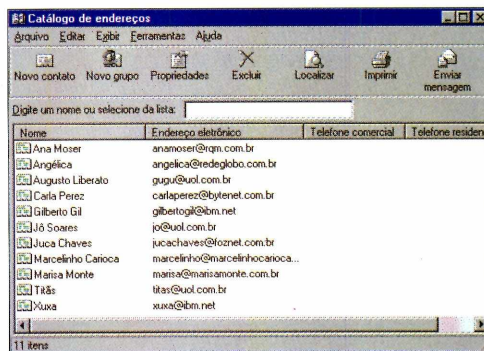 Catálogo de endereços
Arquivo Editar Exibir Ferramentas Ajuda
Novo contato Novo grupo Propriedades Excluir Localizar Imprimir Enviar mensagem
Digite um nome ou selecione da lista:
Nome Endereço eletrônico Telefone comercial Telefone residen
Ana Moser anamoser@rqm.com.br
Angélica angelica@redeglobo.com.br
Augusto Liberato gugu@uol.com.br
Carla Perez carlaperez@bytenet.com.br
Gilberto Gil gilbertogil@ibm.net
Jô Soares jo@uol.com.br
Juca Chaves jucachaves@foznet.com.br
Marcelinho Carioca marcelinho@marcelinhocarioca...
Marisa Monte marisa@marisamonte.com.br
Titãs titas@uol.com.br
Xuxa xuxa@ibm.net
11 itens